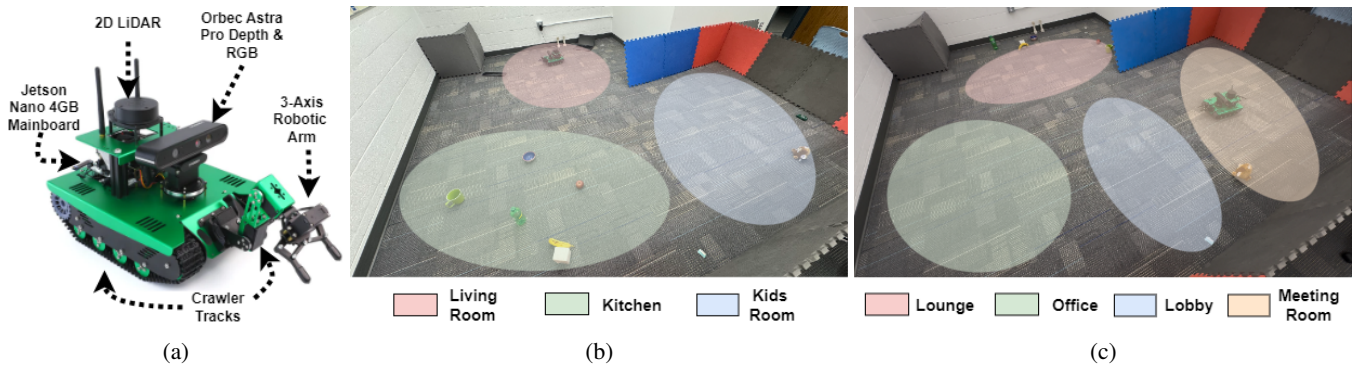 2D LiDAR
Orbec Astra
Pro Depth &
RGB
Jetson
Nano 4GB
Mainboard
3-Axis
Robotic
Arm
Crawler
Tracks
(a)
Living
Room
Kitchen
Kids
Room
(b)
Lounge
Office
Lobby
Meeting
Room
(c)